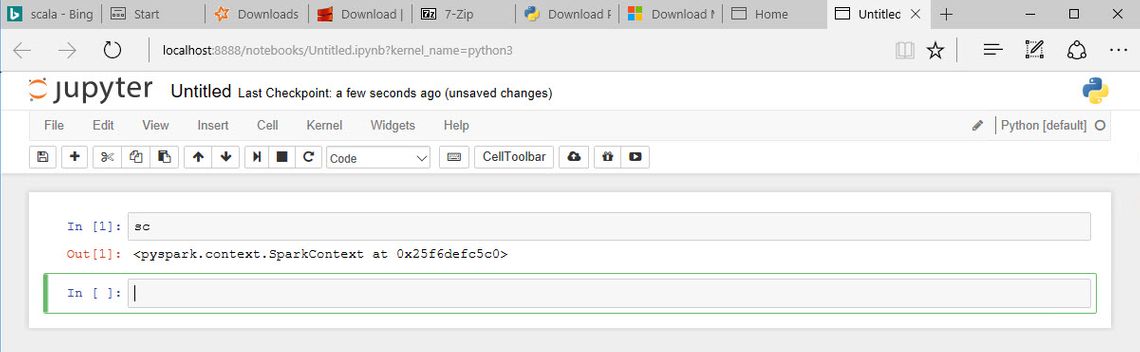 scala - Bing Start Downloads Download | 7-Zip Download P Download M Home Untitled
localhost:8888/notebooks/Untitled.ipynb?kernel_name=python3
jupyter Untitled Last Checkpoint: a few seconds ago (unsaved changes)
File Edit View Insert Cell Kernel Widgets Help Python [default]
Code CellToolbar
In [1]: sc
Out[1]: <pyspark.context.SparkContext at 0x25f6defc5c0>
In [ ]: